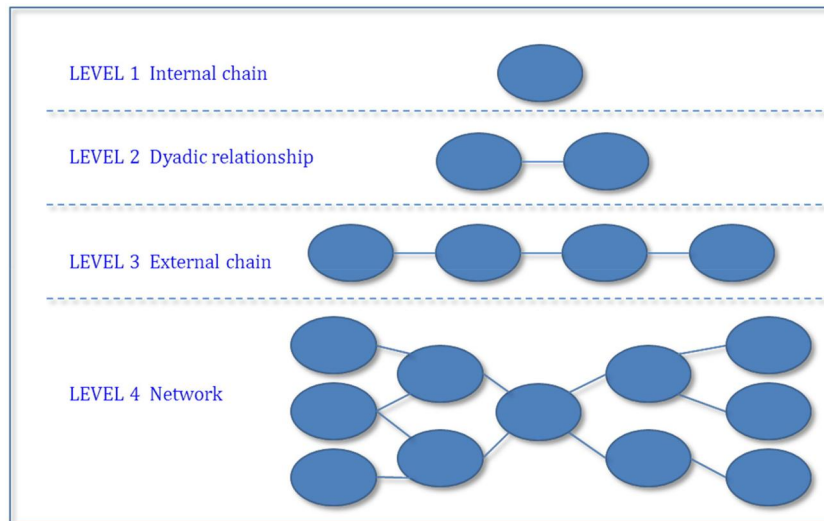 LEVEL 1 Internal chain
LEVEL 2 Dyadic relationship
LEVEL 3 External chain
LEVEL 4 Network